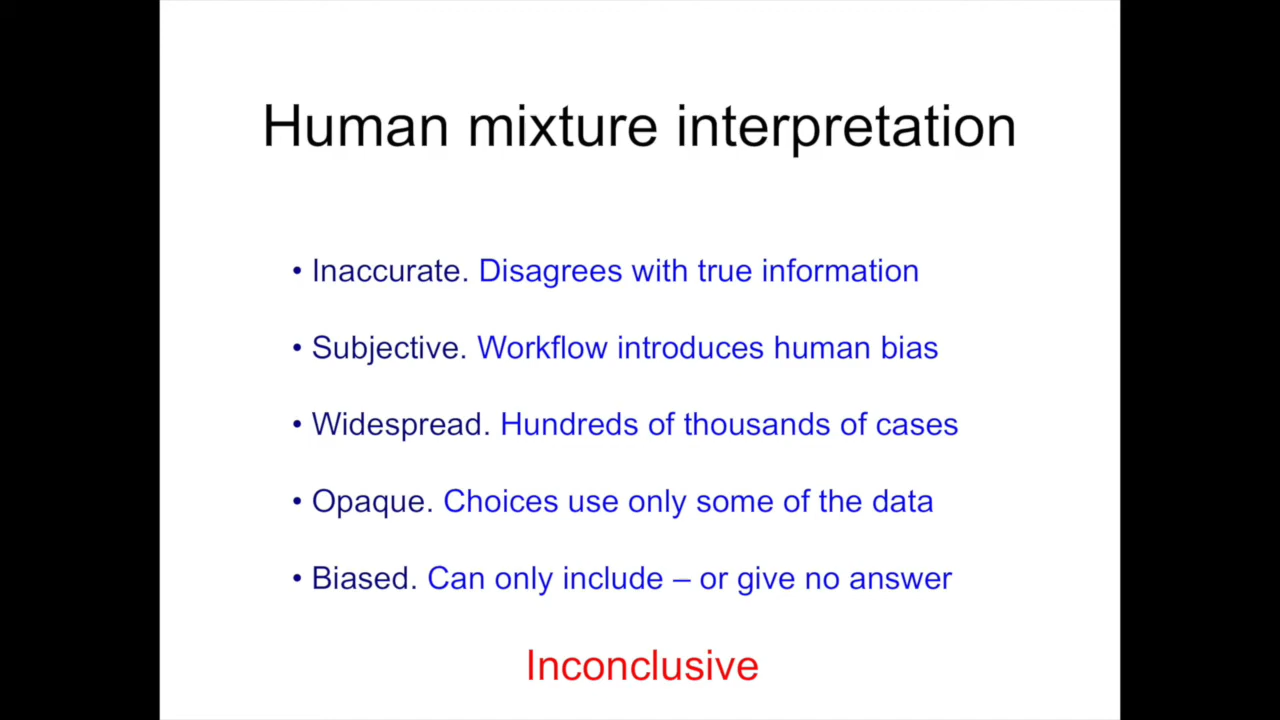 Human mixture interpretation
• Inaccurate. Disagrees with true information
• Subjective. Workflow introduces human bias
• Widespread. Hundreds of thousands of cases
• Opaque. Choices use only some of the data
• Biased. Can only include – or give no answer
Inconclusive